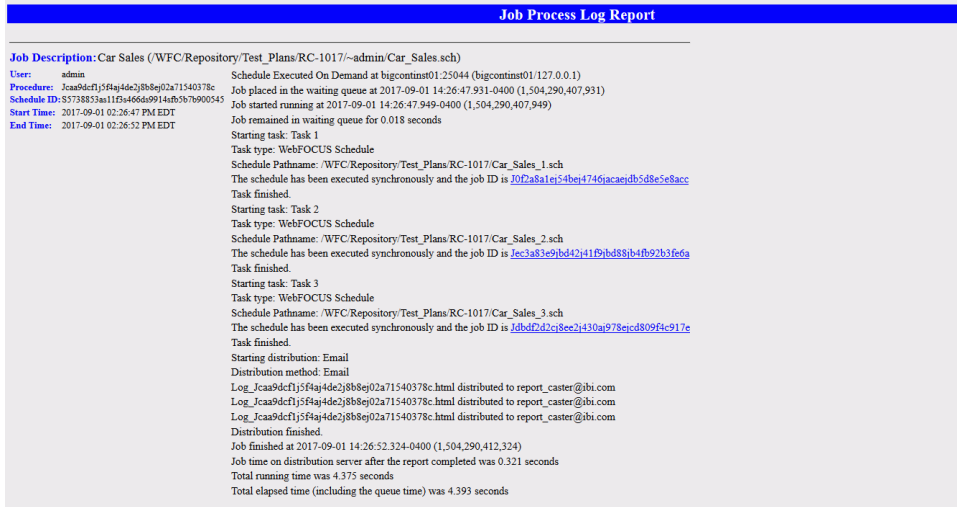 Job Process Log Report
Job Description: Car Sales (/WFC/Repository/Test_Plans/RC-1017/~admin/Car_Sales.sch)
User: admin
Procedure: Jcaa9dcf1j5f4aj4de2j8b8ej02a71540378c
Schedule ID: S5738853as11f3s466ds9914sfb5b7b900545
Start Time: 2017-09-01 02:26:47 PM EDT
End Time: 2017-09-01 02:26:52 PM EDT
Schedule Executed On Demand at bigcontinst01:25044 (bigcontinst01/127.0.0.1)
Job placed in the waiting queue at 2017-09-01 14:26:47.931-0400 (1,504,290,407,931)
Job started running at 2017-09-01 14:26:47.949-0400 (1,504,290,407,949)
Job remained in waiting queue for 0.018 seconds
Starting task: Task 1
Task type: WebFOCUS Schedule
Schedule Pathname: /WFC/Repository/Test_Plans/RC-1017/Car_Sales_1.sch
The schedule has been executed synchronously and the job ID is J0f2a8a1ej54bej4746jacaejdb5d8e5e8acc
Task finished.
Starting task: Task 2
Task type: WebFOCUS Schedule
Schedule Pathname: /WFC/Repository/Test_Plans/RC-1017/Car_Sales_2.sch
The schedule has been executed synchronously and the job ID is Jec3a83e9jbd42j41f9jbd88jb4fb92b3fe6a
Task finished.
Starting task: Task 3
Task type: WebFOCUS Schedule
Schedule Pathname: /WFC/Repository/Test_Plans/RC-1017/Car_Sales_3.sch
The schedule has been executed synchronously and the job ID is Jdbdf2d2cj8ee2j430aj978ejcd809f4c917e
Task finished.
Starting distribution: Email
Distribution method: Email
Log_Jcaa9dcf1j5f4aj4de2j8b8ej02a71540378c.html distributed to report_caster@ibi.com
Log_Jcaa9dcf1j5f4aj4de2j8b8ej02a71540378c.html distributed to report_caster@ibi.com
Log_Jcaa9dcf1j5f4aj4de2j8b8ej02a71540378c.html distributed to report_caster@ibi.com
Distribution finished.
Job finished at 2017-09-01 14:26:52.324-0400 (1,504,290,412,324)
Job time on distribution server after the report completed was 0.321 seconds
Total running time was 4.375 seconds
Total elapsed time (including the queue time) was 4.393 seconds